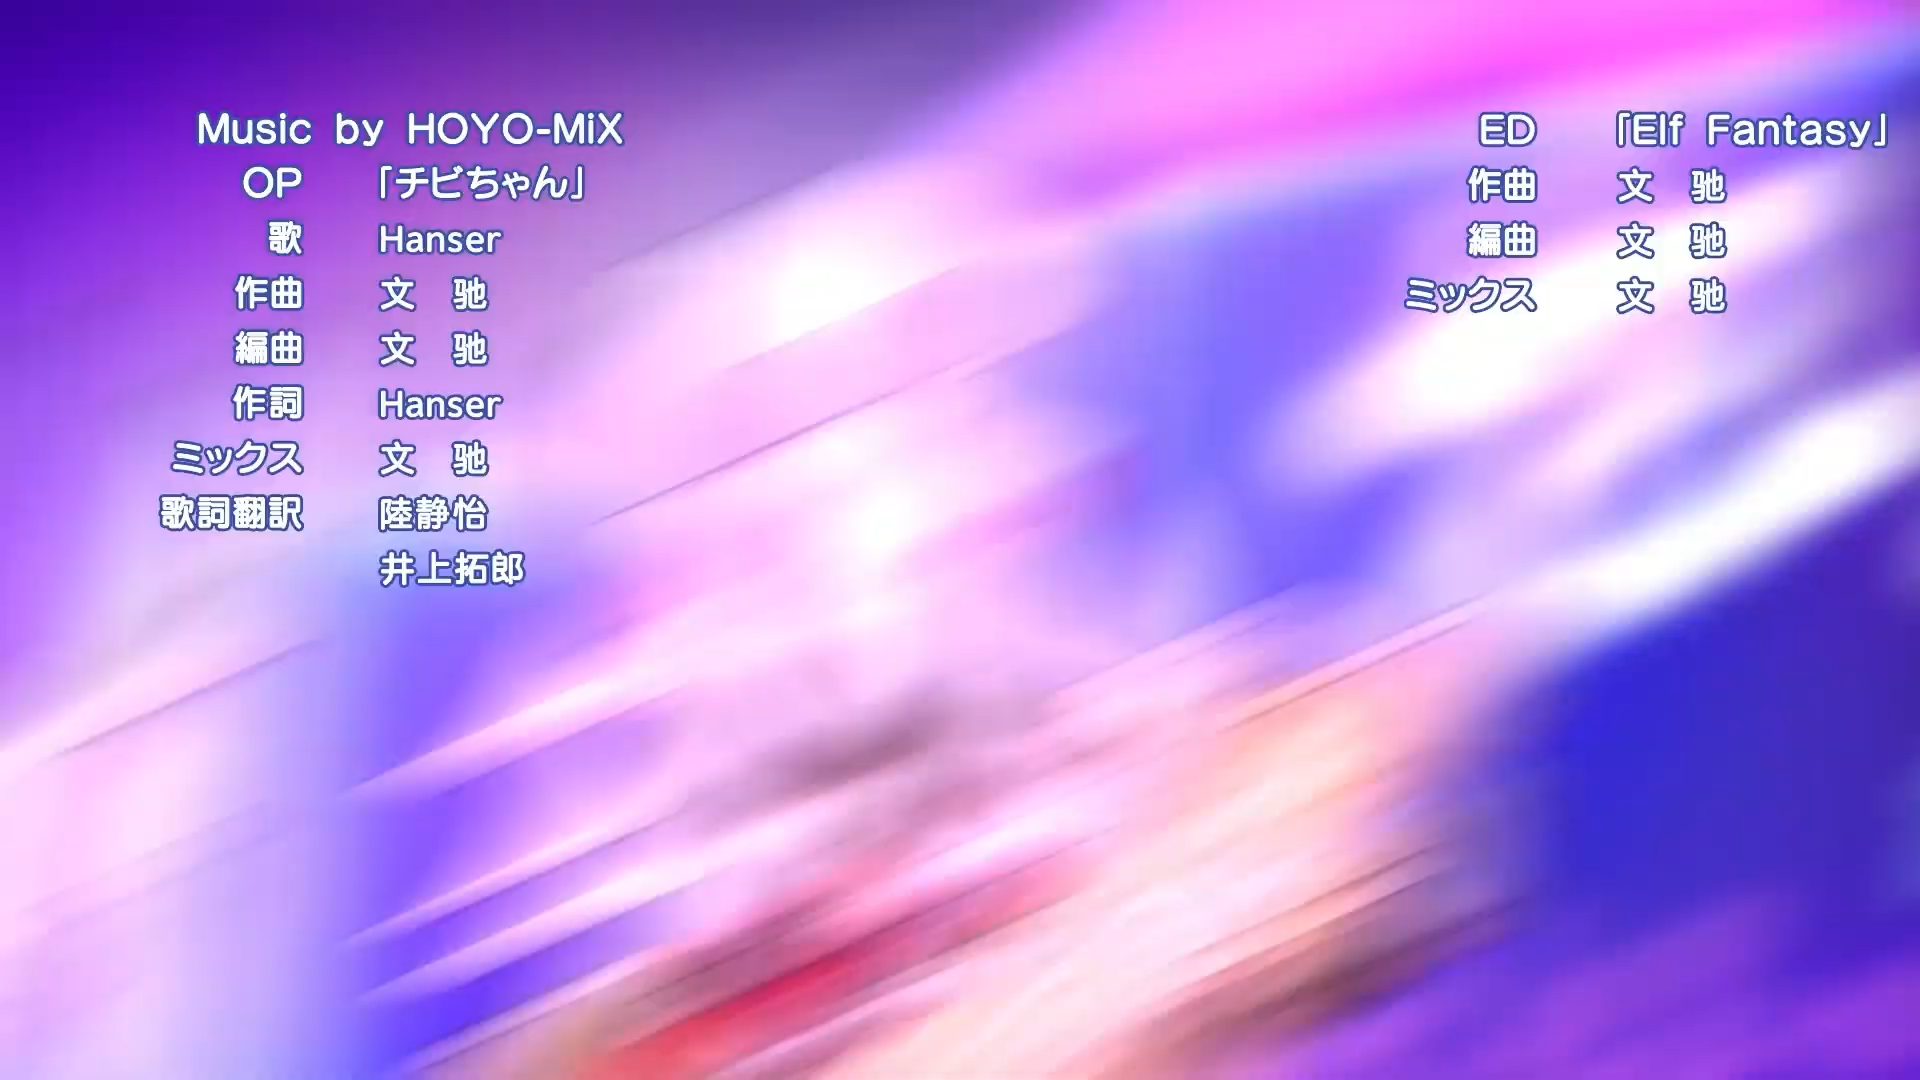 Music by HOYO-MiX
OP 「チビちゃん」
歌 Hanser
作曲 文 驰
編曲 文 驰
作詞 Hanser
ミックス 文 驰
歌詞翻訳 陸静怡
井上拓郎
ED 「Elf Fantasy」
作曲 文 驰
編曲 文 驰
ミックス 文 驰